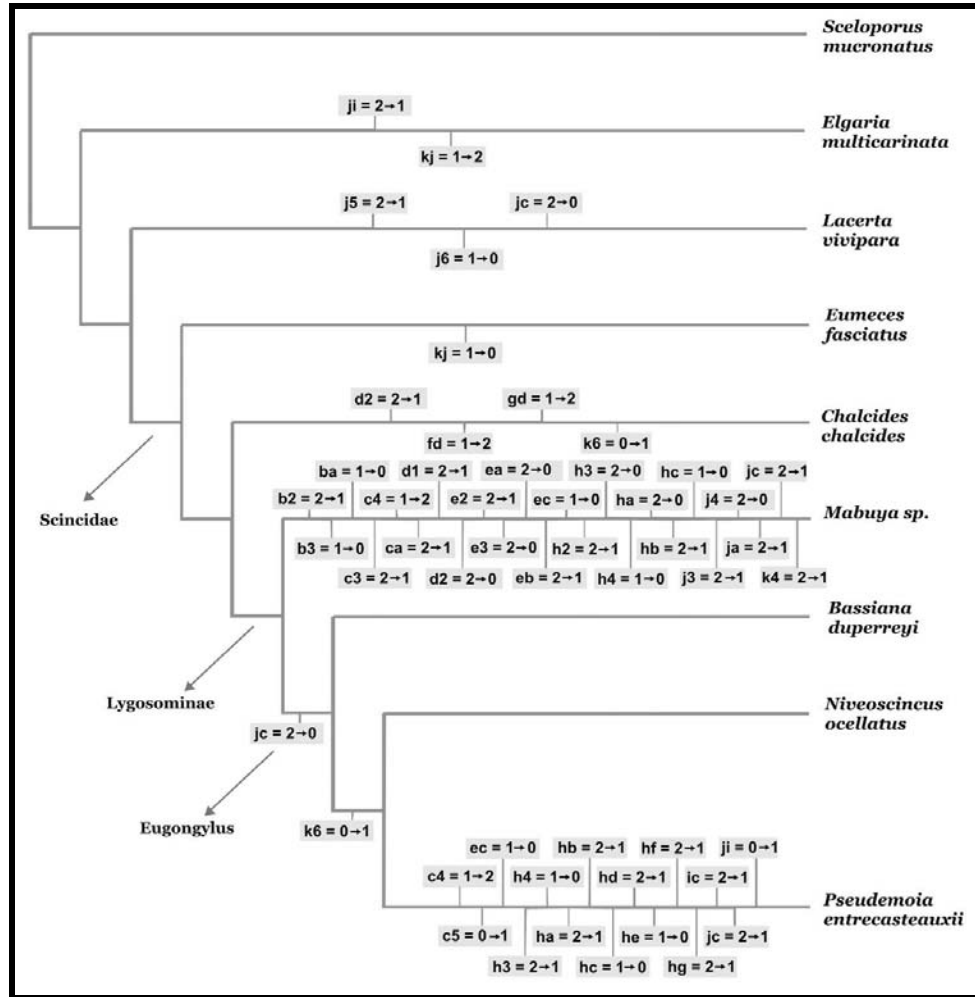 Sceloporus
mucronatus
ji = 2→1
Elgaria
multicarinata
kj = 1→2
j5 = 2→1
jc = 2→0
Lacerta
vivipara
j6 = 1→0
Eumeces
fasciatus
kj = 1→0
d2 = 2→1
gd = 1→2
Chalcides
chalcides
fd = 1→2
k6 = 0→1
ba = 1→0
d1 = 2→1
ea = 2→0
h3 = 2→0
hc = 1→0
jc = 2→1
b2 = 2→1
c4 = 1→2
e2 = 2→1
ec = 1→0
ha = 2→0
j4 = 2→0
Mabuya sp.
Scincidae
b3 = 1→0
ca = 2→1
e3 = 2→0
h2 = 2→1
hb = 2→1
ja = 2→1
c3 = 2→1
d2 = 2→0
eb = 2→1
h4 = 1→0
j3 = 2→1
k4 = 2→1
Bassiana
duperreyi
Lygosominae
Niveoscincus
ocellatus
jc = 2→0
Eugongylus
k6 = 0→1
ec = 1→0
hb = 2→1
hf = 2→1
ji = 0→1
c4 = 1→2
h4 = 1→0
hd = 2→1
ic = 2→1
Pseudemoia
entrecasteauxii
c5 = 0→1
ha = 2→1
he = 1→0
jc = 2→1
h3 = 2→1
hc = 1→0
hg = 2→1